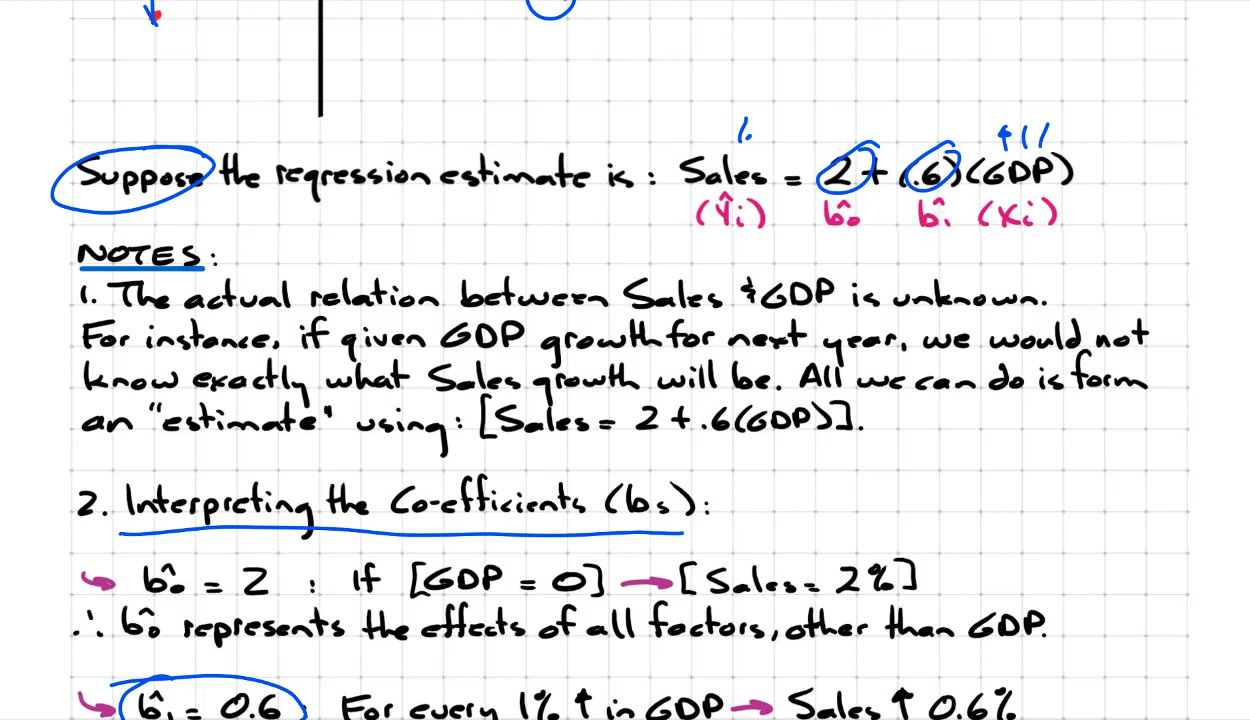 % ↑1%
Suppose the regression estimate is: Sales = 2 + (.6)(GDP)
(Ŷi) b̂₀ b̂₁ (Xi)
NOTES:
1. The actual relation between Sales & GDP is unknown.
For instance, if given GDP growth for next year, we would not
know exactly what Sales growth will be. All we can do is form
an "estimate" using: [Sales = 2 + .6(GDP)].
2. Interpreting the Co-efficients (bs):
↪ b̂₀ = 2 : If [GDP = 0] → [Sales = 2%]
∴ b̂₀ represents the effects of all factors, other than GDP.
↪ b̂₁ = 0.6 : For every 1% ↑ in GDP → Sales ↑ 0.6%